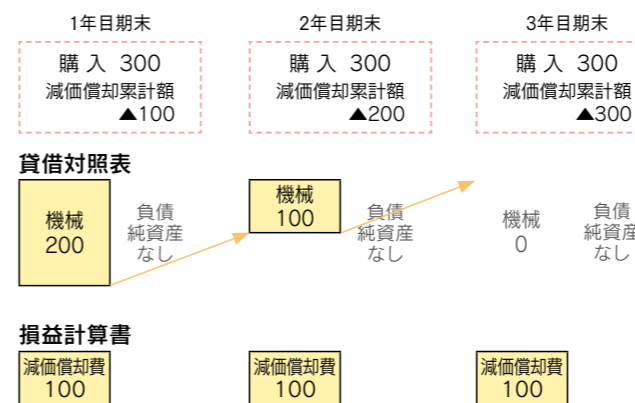 1年目期末
2年目期末
3年目期末
購 入 300
減価償却累計額
▲100
購 入 300
減価償却累計額
▲200
購 入 300
減価償却累計額
▲300
貸借対照表
機械
200
負債
純資産
なし
機械
100
負債
純資産
なし
機械
0
負債
純資産
なし
損益計算書
減価償却費
100
減価償却費
100
減価償却費
100